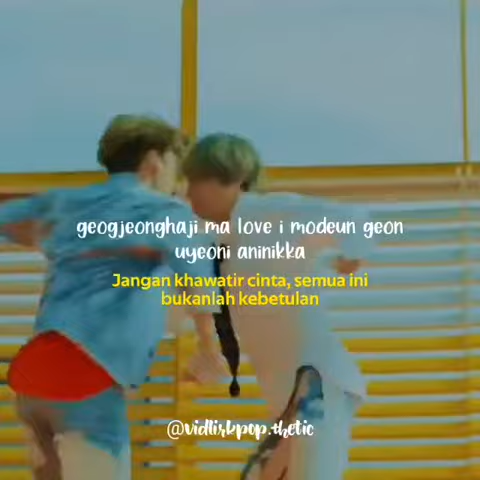 geogjeonghaji ma love i modeun geon
uyeoni aninikka
Jangan khawatir cinta, semua ini
bukanlah kebetulan
@vidlirkpop.thetic